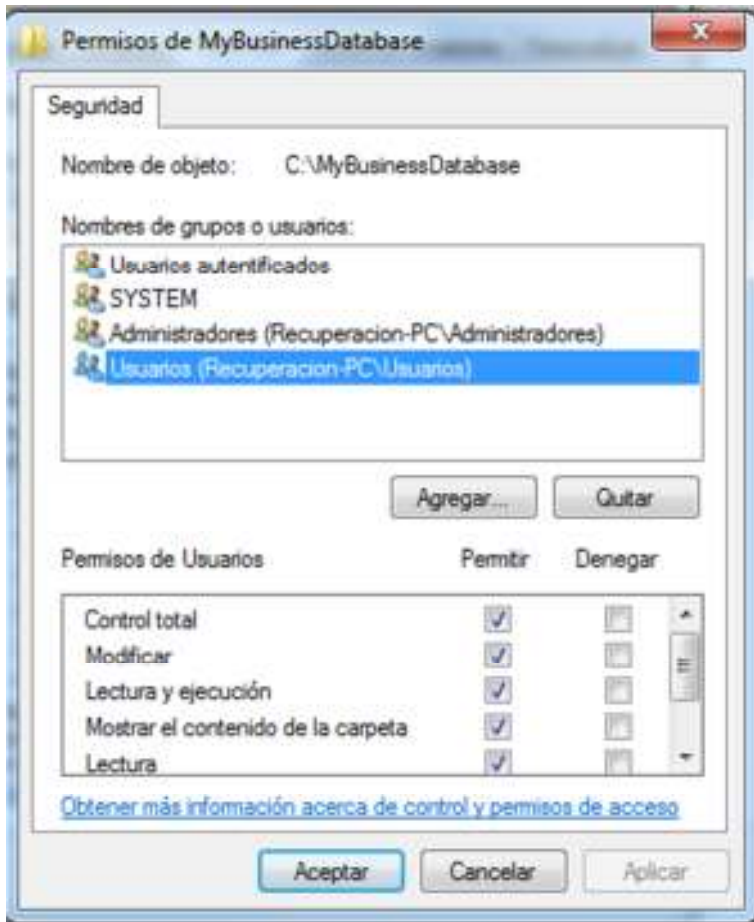 Permisos de MyBusinessDatabase
Seguridad
Nombre de objeto: C:\MyBusinessDatabase
Nombres de grupos o usuarios:
Usuarios autentificados
SYSTEM
Administradores (Recuperacion-PC\Administradores)
Usuarios (Recuperacion-PC\Usuarios)
Agregar... Quitar
Permisos de Usuarios Permitir Denegar
Control total
Modificar
Lectura y ejecución
Mostrar el contenido de la carpeta
Lectura
Obtener más información acerca de control y permisos de acceso
Aceptar Cancelar Aplicar